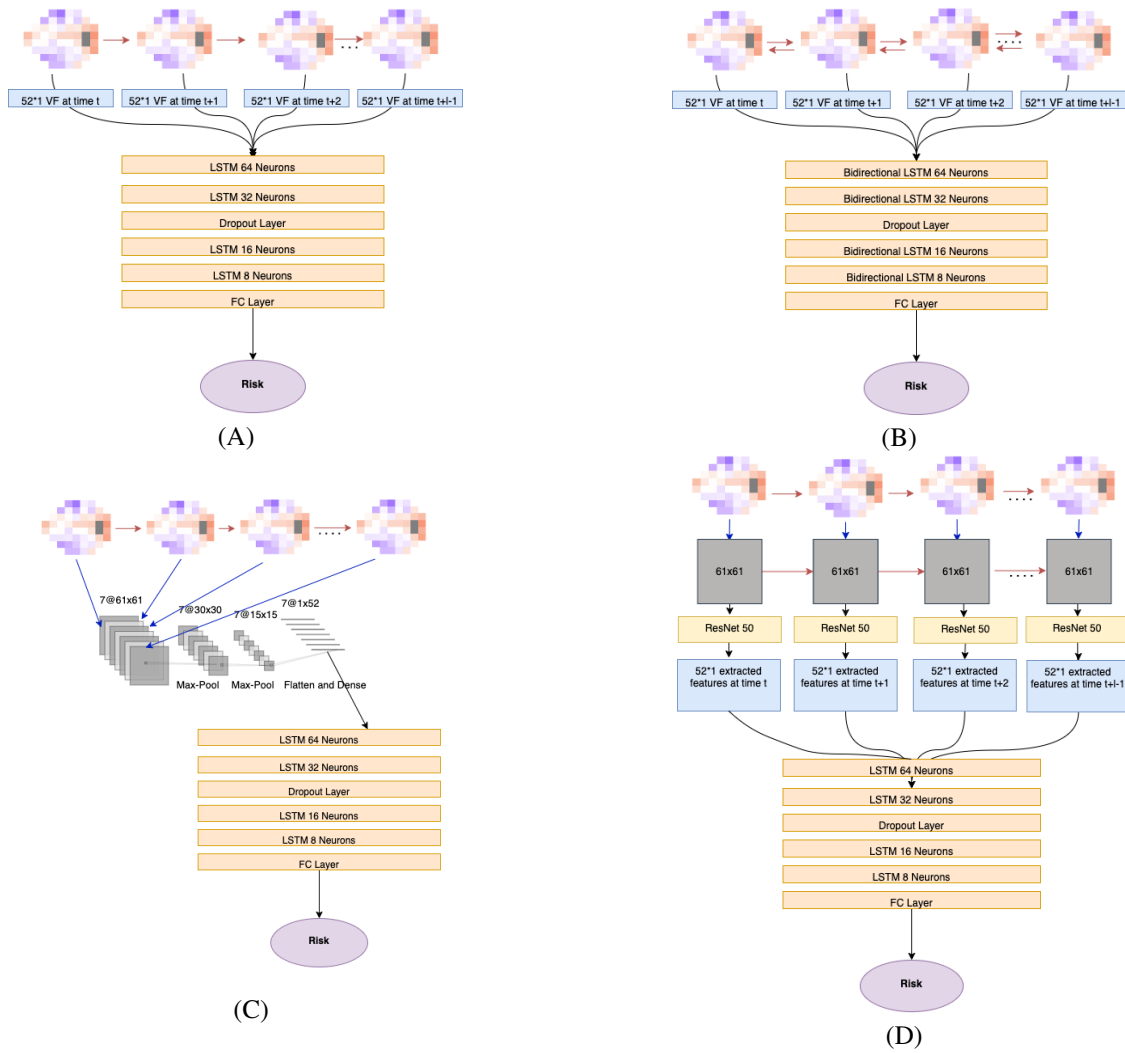 52*1 VF at time t
52*1 VF at time t+1
52*1 VF at time t+2
52*1 VF at time t+l-1
LSTM 64 Neurons
LSTM 32 Neurons
Dropout Layer
LSTM 16 Neurons
LSTM 8 Neurons
FC Layer
Risk
(A)
52*1 VF at time t
52*1 VF at time t+1
52*1 VF at time t+2
52*1 VF at time t+l-1
Bidirectional LSTM 64 Neurons
Bidirectional LSTM 32 Neurons
Dropout Layer
Bidirectional LSTM 16 Neurons
Bidirectional LSTM 8 Neurons
FC Layer
Risk
(B)
7@61x61
7@30x30
7@15x15
7@1x52
Max-Pool
Max-Pool
Flatten and Dense
LSTM 64 Neurons
LSTM 32 Neurons
Dropout Layer
LSTM 16 Neurons
LSTM 8 Neurons
FC Layer
Risk
(C)
61x61
61x61
61x61
61x61
ResNet 50
ResNet 50
ResNet 50
ResNet 50
52*1 extracted
features at time t
52*1 extracted
features at time t+1
52*1 extracted
features at time t+2
52*1 extracted
features at time t+l-1
LSTM 64 Neurons
LSTM 32 Neurons
Dropout Layer
LSTM 16 Neurons
LSTM 8 Neurons
FC Layer
Risk
(D)